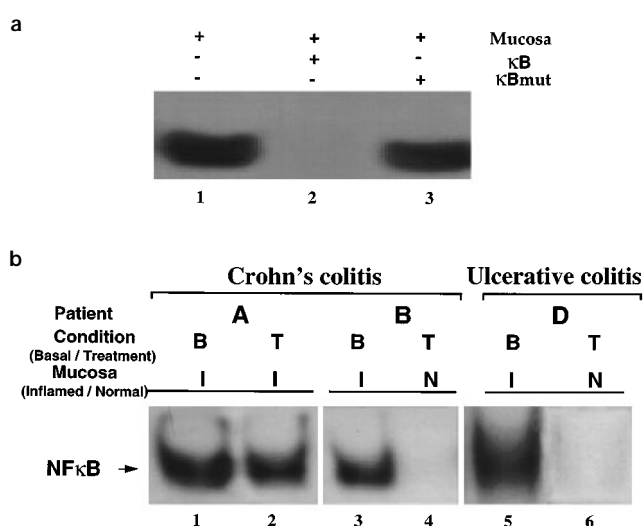 a
+ + + Mucosa
- + - κB
- - + κBmut
1 2 3
b
Crohn's colitis Ulcerative colitis
Patient A B D
Condition B T B T B T
(Basal / Treatment)
Mucosa I I I N I N
(Inflamed / Normal)
NFκB
1 2 3 4 5 6